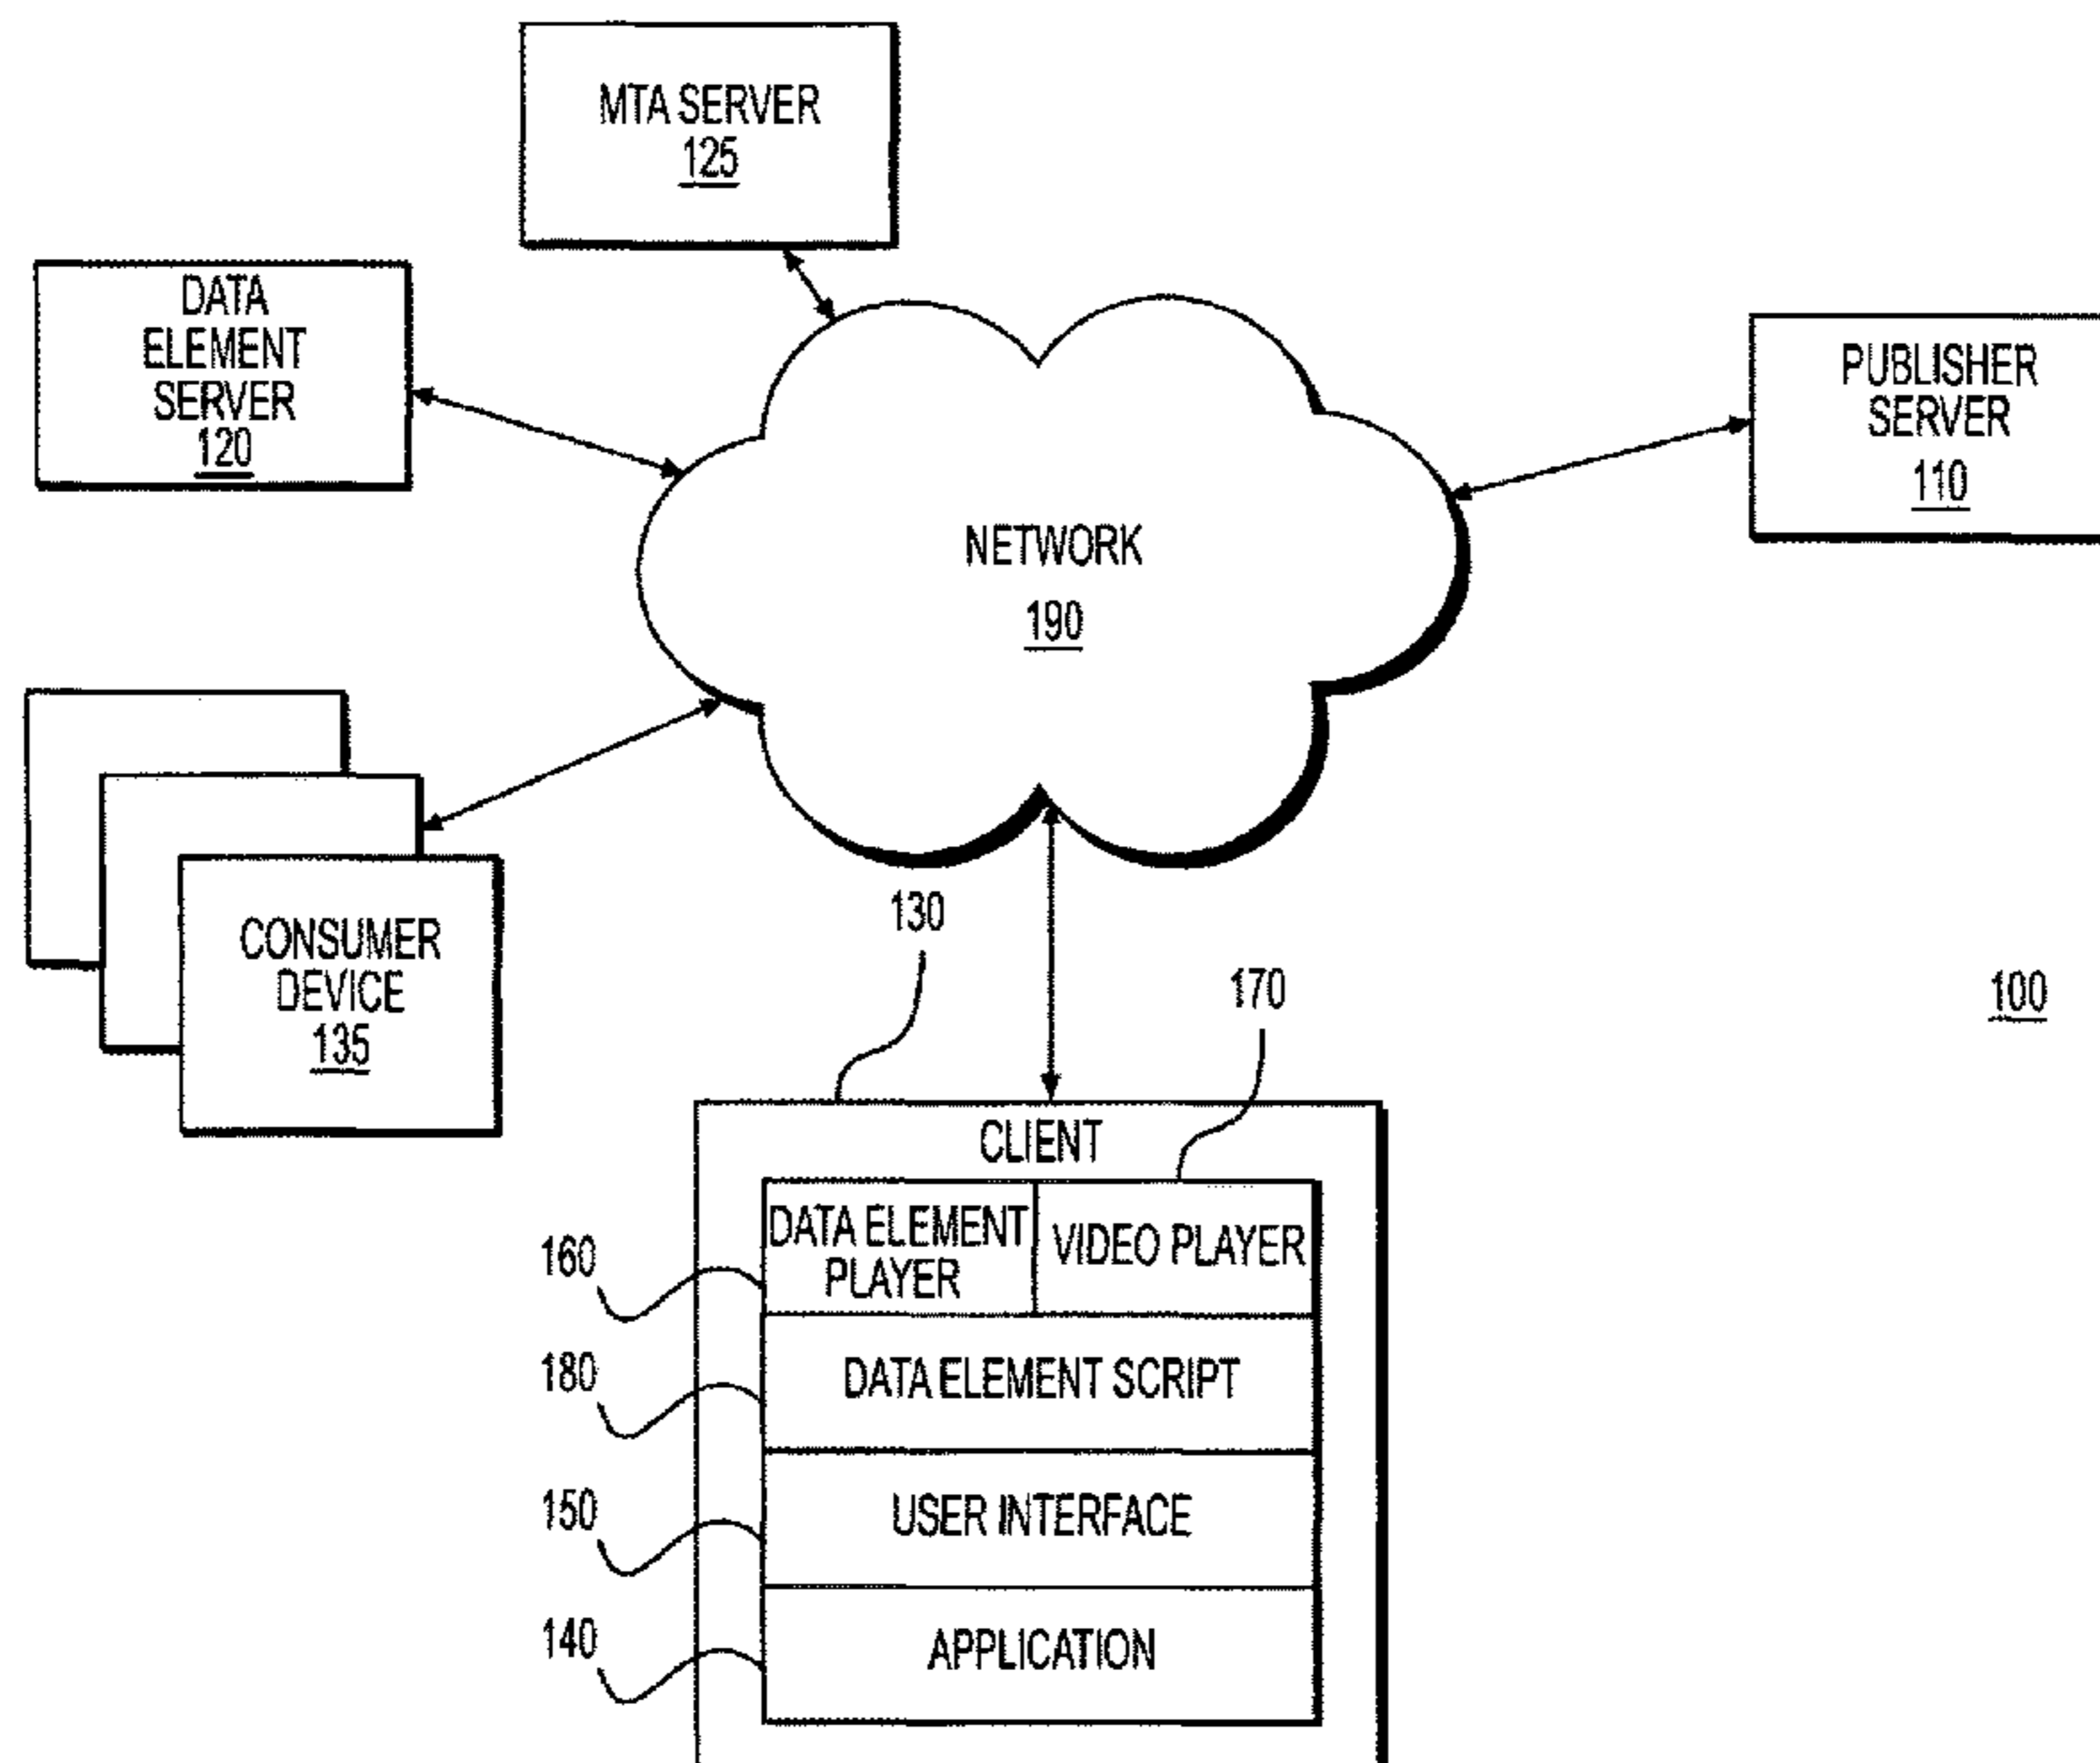 MTA SERVER
125
DATA
ELEMENT
SERVER
120
PUBLISHER
SERVER
110
NETWORK
190
CONSUMER
DEVICE
135
130
170
100
CLIENT
DATA ELEMENT
PLAYER
VIDEO PLAYER
160
DATA ELEMENT SCRIPT
180
USER INTERFACE
150
APPLICATION
140